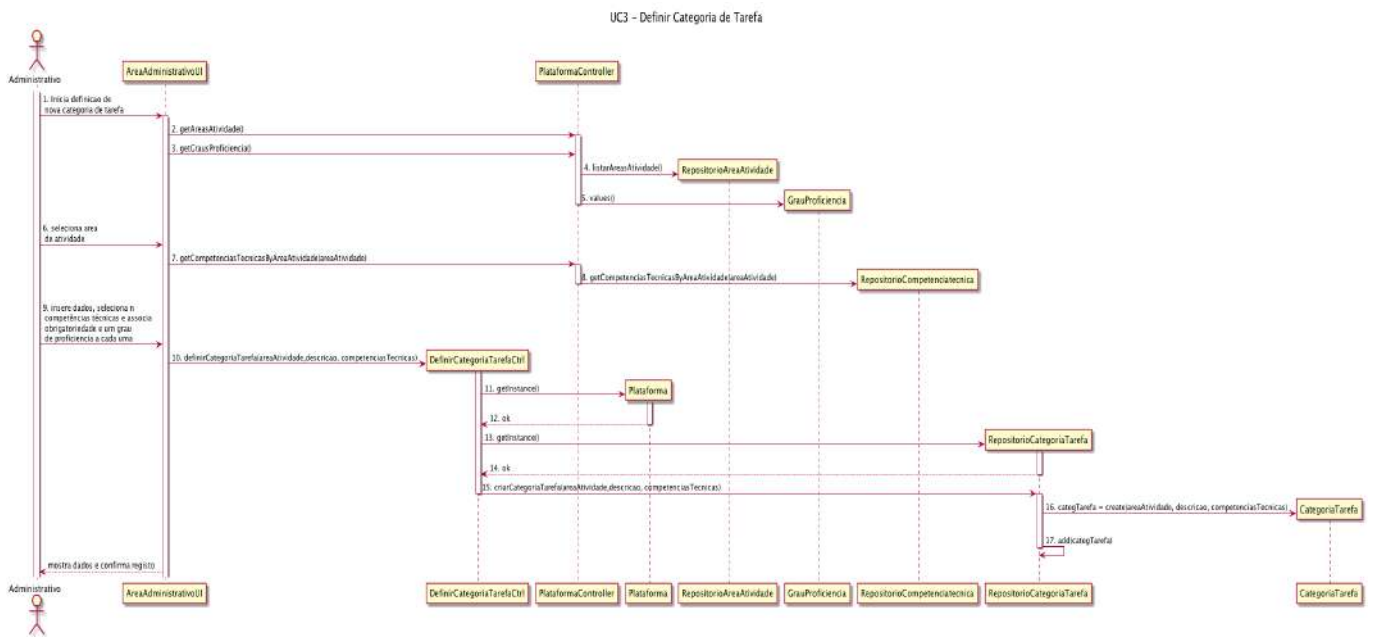 UC3 - Definir Categoria de Tarefa
Administrativo
AreaAdministrativoUI
PlataformaController
1. Inicia definicao de
nova categoria de tarefa
2. getAreasAtividade()
3. getGrausProficiencia()
4. listarAreasAtividade()
RepositorioAreaAtividade
5. values()
GrauProficiencia
6. seleciona area
de atividade
7. getCompetenciasTecnicasByAreaAtividade(areaAtividade)
8. getCompetenciasTecnicasByAreaAtividade(areaAtividade)
RepositorioCompetenciatecnica
9. insere dados, seleciona n
competências técnicas e associa
obrigatoriedade e um grau
de proficiencia a cada uma
10. definirCategoriaTarefa(areaAtividade,descricao, competenciasTecnicas)
DefinirCategoriaTarefaCtrl
11. getInstance()
Plataforma
12. ok
13. getInstance()
RepositorioCategoriaTarefa
14. ok
15. criarCategoriaTarefa(areaAtividade,descricao, competenciasTecnicas)
16. categTarefa = create(areaAtividade, descricao, competenciasTecnicas)
CategoriaTarefa
17. add(categTarefa)
mostra dados e confirma registo
Administrativo
AreaAdministrativoUI
DefinirCategoriaTarefaCtrl
PlataformaController
Plataforma
RepositorioAreaAtividade
GrauProficiencia
RepositorioCompetenciatecnica
RepositorioCategoriaTarefa
CategoriaTarefa